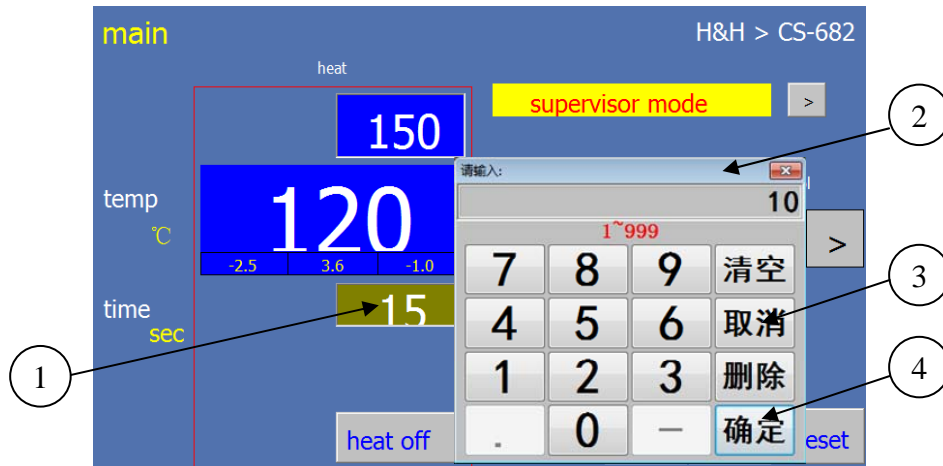 main
H&H > CS-682
heat
supervisor mode
>
150
2
请输入:
10
temp
120
℃
1~999
>
-2.5 3.6 -1.0
7 8 9 清空
3
time
15
sec
4 5 6 取消
1
1 2 3 删除
4
heat off
. 0 - 确定
eset